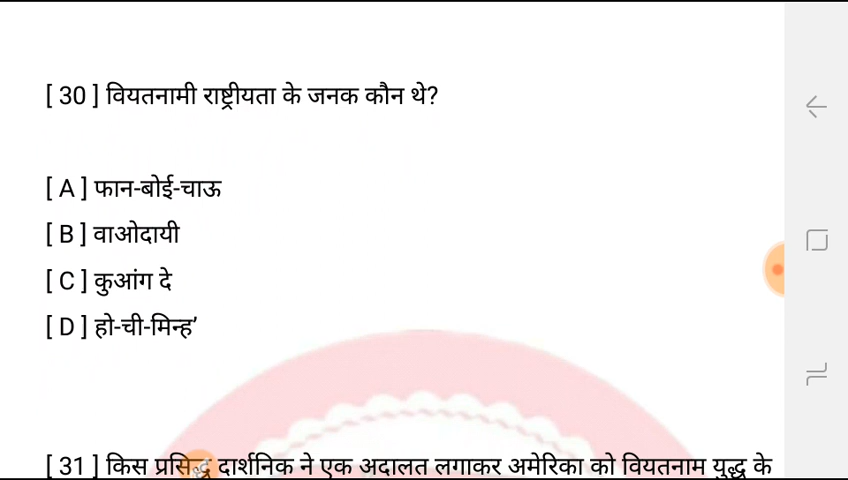 [ 30 ] वियतनामी राष्ट्रीयता के जनक कौन थे?
[ A ] फान-बोई-चाऊ
[ B ] वाओदायी
[ C ] कुआंग दे
[ D ] हो-ची-मिन्ह'
[ 31 ] किस प्रसिद्ध दार्शनिक ने एक अदालत लगाकर अमेरिका को वियतनाम युद्ध के